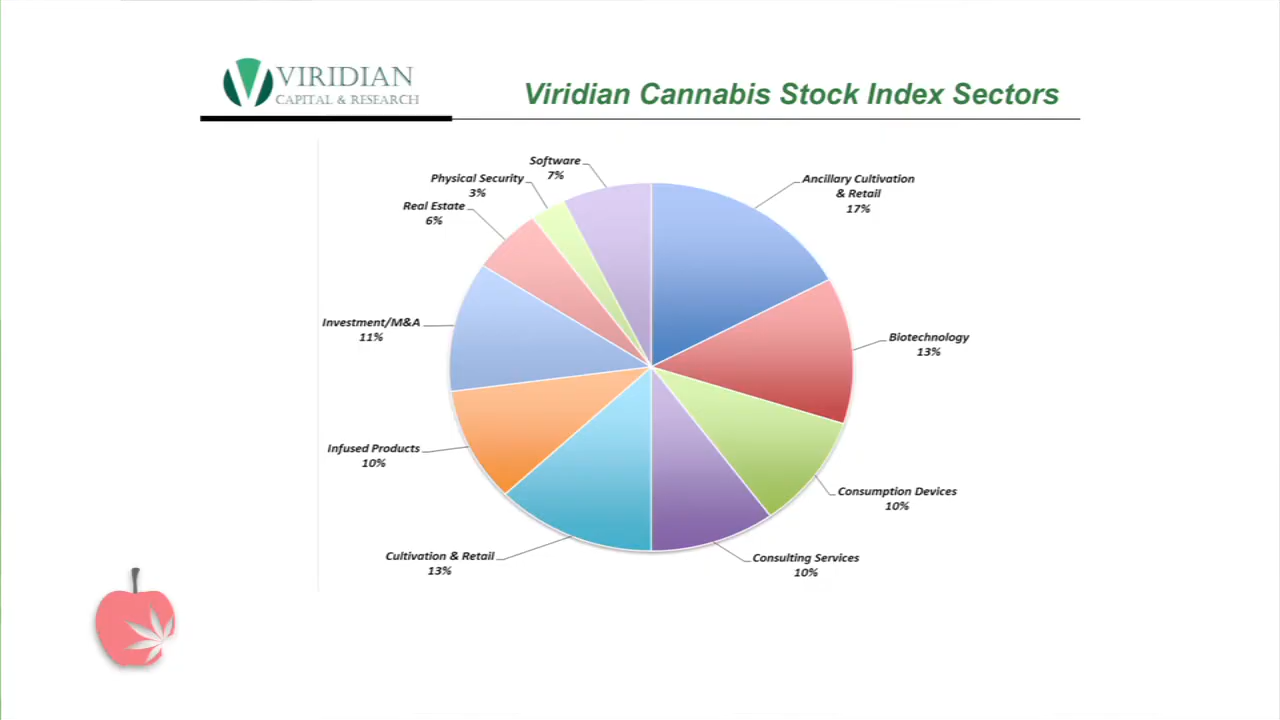 VIRIDIAN
CAPITAL & RESEARCH
Viridian Cannabis Stock Index Sectors
Software
7%
Physical Security
3%
Real Estate
6%
Ancillary Cultivation
& Retail
17%
Investment/M&A
11%
Biotechnology
13%
Infused Products
10%
Consumption Devices
10%
Cultivation & Retail
13%
Consulting Services
10%